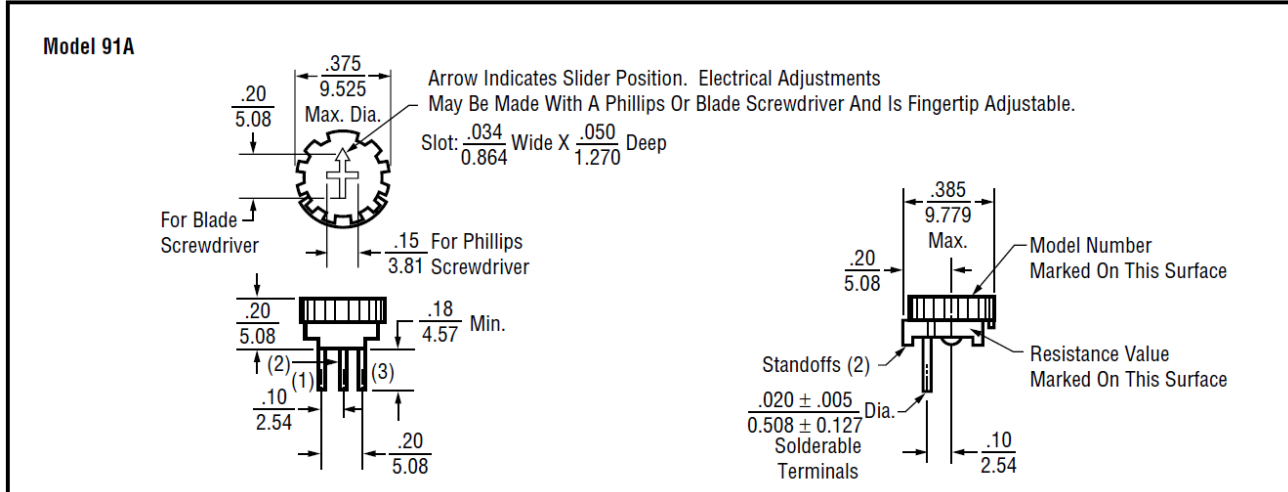 Model 91A
.375
9.525
Max. Dia.
.20
5.08
Arrow Indicates Slider Position. Electrical Adjustments
May Be Made With A Phillips Or Blade Screwdriver And Is Fingertip Adjustable.
Slot: .034 Wide X .050 Deep
0.864 1.270
For Blade
Screwdriver
.15 For Phillips
3.81 Screwdriver
.20
5.08
.18 Min.
4.57
(2)
(1) (3)
.10
2.54
.20
5.08
.385
9.779
Max.
.20
5.08
Model Number
Marked On This Surface
Standoffs (2)
Resistance Value
Marked On This Surface
.020 ± .005 Dia.
0.508 ± 0.127
Solderable
Terminals
.10
2.54